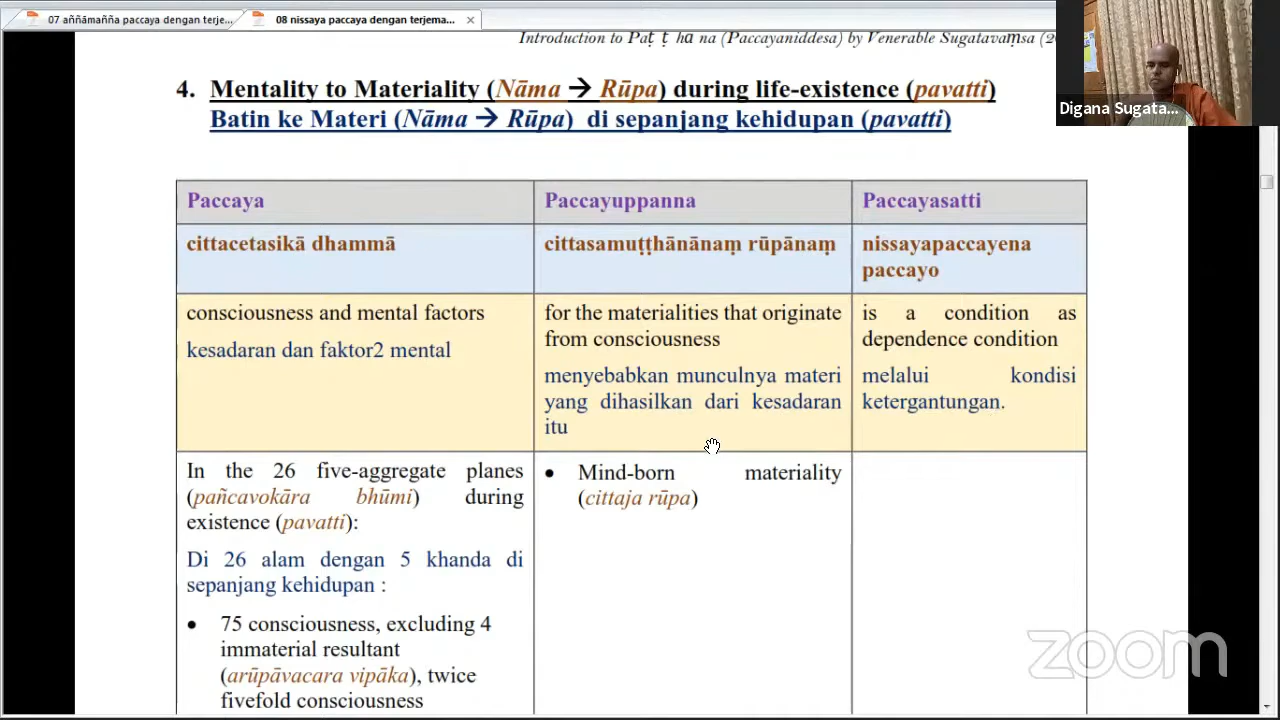 07 aññāmañña paccaya dengan terje...
08 nissaya paccaya dengan terjema...
Introduction to Paṭ ṭ hā na (Paccayaniddesa) by Venerable Sugatavaṃsa (2
Digana Sugata...
4. Mentality to Materiality (Nāma → Rūpa) during life-existence (pavatti)
Batin ke Materi (Nāma → Rūpa) di sepanjang kehidupan (pavatti)
Paccaya
Paccayuppanna
Paccayasatti
cittacetasikā dhammā
cittasamuṭṭhānānaṃ rūpānaṃ
nissayapaccayena
paccayo
consciousness and mental factors
kesadaran dan faktor2 mental
for the materialities that originate
from consciousness
menyebabkan munculnya materi
yang dihasilkan dari kesadaran
itu
is a condition as
dependence condition
melalui kondisi
ketergantungan.
In the 26 five-aggregate planes
(pañcavokāra bhūmi) during
existence (pavatti):
Di 26 alam dengan 5 khanda di
sepanjang kehidupan :
• 75 consciousness, excluding 4
immaterial resultant
(arūpāvacara vipāka), twice
fivefold consciousness
• Mind-born materiality
(cittaja rūpa)
zoom